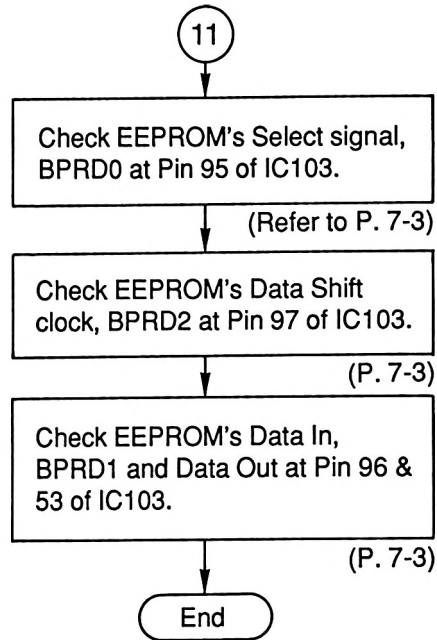 11
Check EEPROM's Select signal,
BPRD0 at Pin 95 of IC103.
(Refer to P. 7-3)
Check EEPROM's Data Shift
clock, BPRD2 at Pin 97 of IC103.
(P. 7-3)
Check EEPROM's Data In,
BPRD1 and Data Out at Pin 96 &
53 of IC103.
(P. 7-3)
End